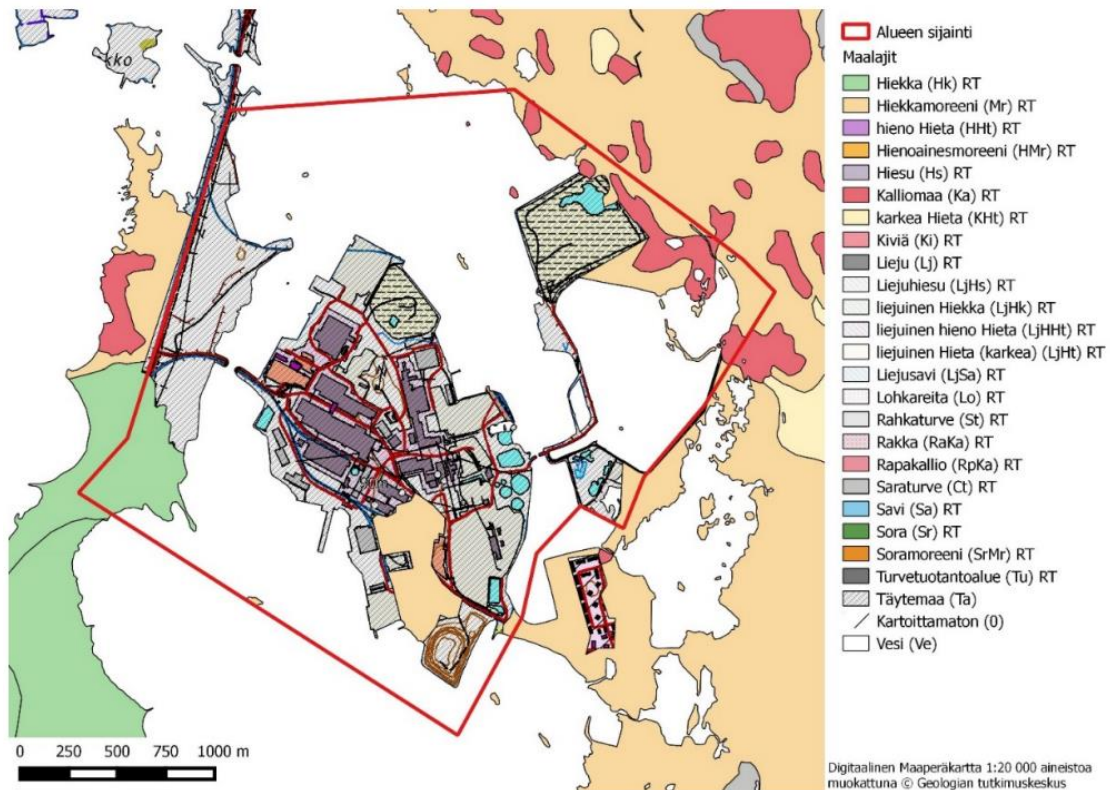 kko
Alueen sijainti
Maalajit
Hiekka (Hk) RT
Hiekkamoreeni (Mr) RT
hieno Hieta (HHt) RT
Hienoainesmoreeni (HMr) RT
Hiesu (Hs) RT
Kalliomaa (Ka) RT
karkea Hieta (KHt) RT
Kiviä (Ki) RT
Lieju (Lj) RT
Liejuhiesu (LjHs) RT
liejuinen Hiekka (LjHk) RT
liejuinen hieno Hieta (LjHHt) RT
liejuinen Hieta (karkea) (LjHt) RT
Liejusavi (LjSa) RT
Lohkareita (Lo) RT
Rahkaturve (St) RT
Rakka (RaKa) RT
Rapakallio (RpKa) RT
Saraturve (Ct) RT
Savi (Sa) RT
Sora (Sr) RT
Soramoreeni (SrMr) RT
Turvetuotantoalue (Tu) RT
Täytemaa (Ta)
Kartoittamaton (0)
Vesi (Ve)
0 250 500 750 1000 m
Digitaalinen Maaperäkartta 1:20 000 aineistoa
muokattuna © Geologian tutkimuskeskus